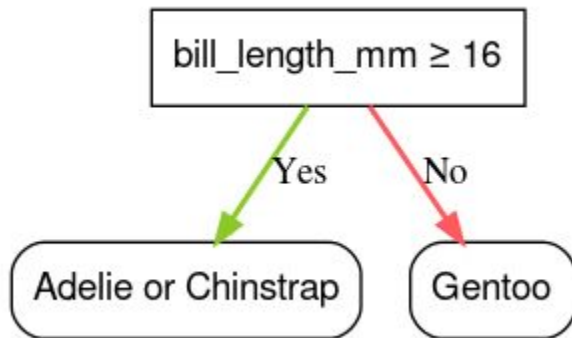 bill_length_mm ≥ 16
Yes
No
Adelie or Chinstrap
Gentoo